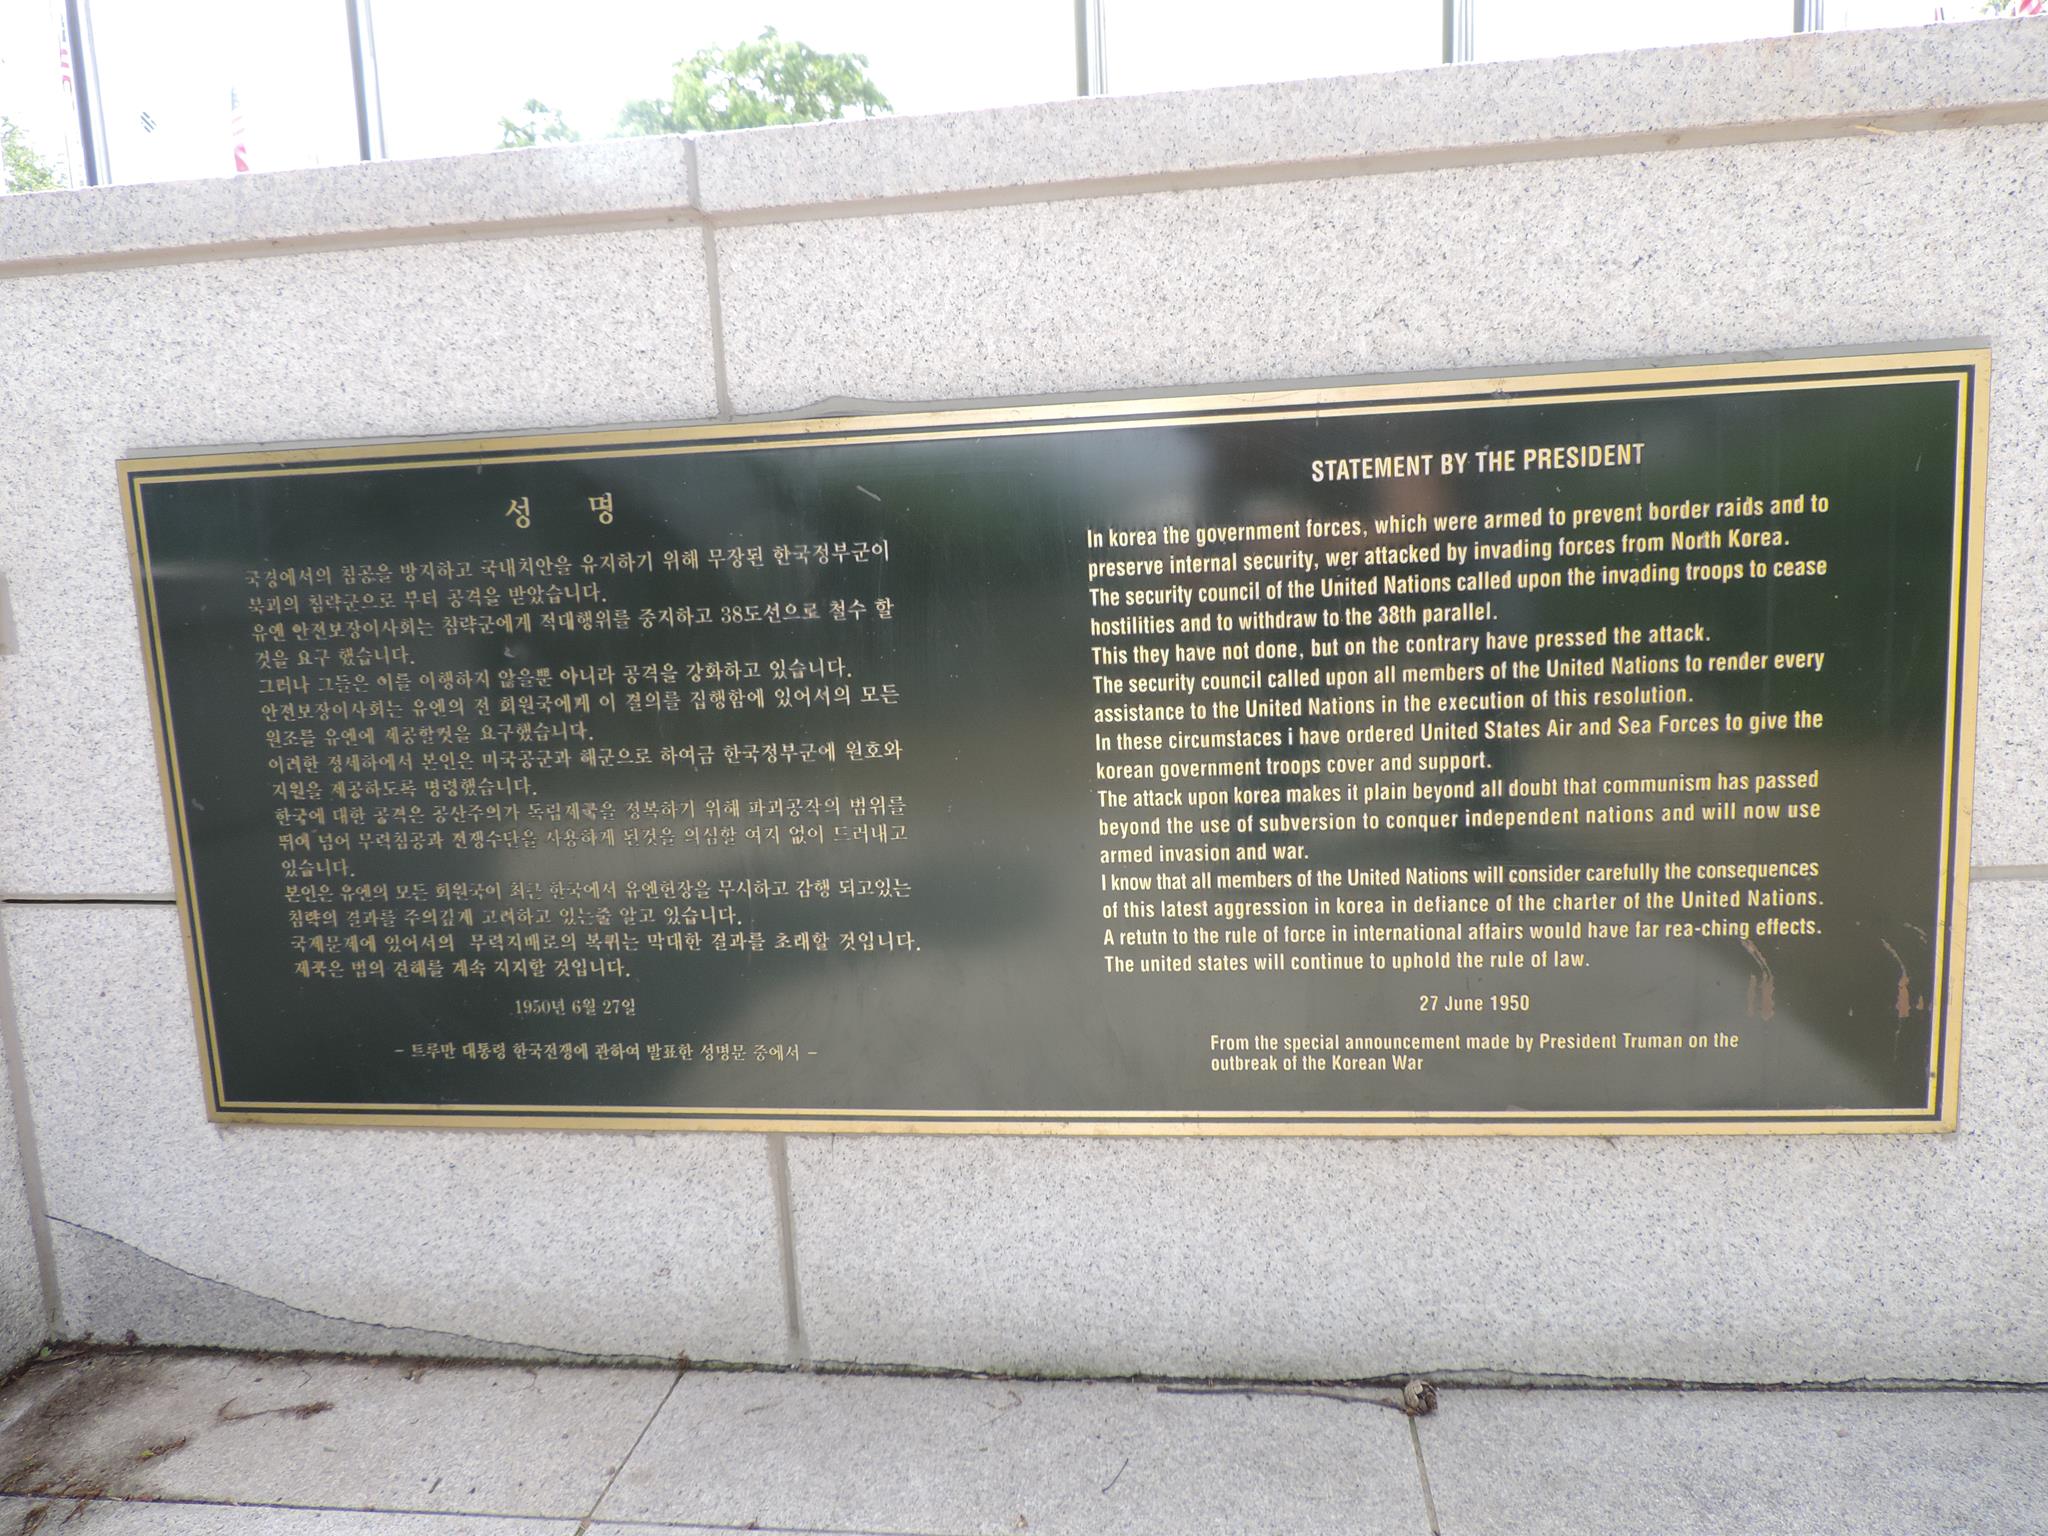 성 명
국경에서의 침공을 방지하고 국내치안을 유지하기 위해 무장된 한국정부군이
북괴의 침략군으로 부터 공격을 받았습니다.
유엔 안전보장이사회는 침략군에게 적대행위를 중지하고 38도선으로 철수 할
것을 요구 했습니다.
그러나 그들은 이를 이행하지 않을뿐 아니라 공격을 강화하고 있습니다.
안전보장이사회는 유엔의 전 회원국에게 이 결의를 집행함에 있어서의 모든
원조를 유엔에 제공할것을 요구했습니다.
이러한 정세하에서 본인은 미국공군과 해군으로 하여금 한국정부군에 원호와
지원을 제공하도록 명령했습니다.
한국에 대한 공격은 공산주의가 독립제국을 정복하기 위해 파괴공작의 범위를
뛰어 넘어 무력침공과 전쟁수단을 사용하게 된것을 의심할 여지 없이 드러내고
있습니다.
본인은 유엔의 모든 회원국이 최근 한국에서 유엔헌장을 무시하고 감행 되고있는
침략의 결과를 주의깊게 고려하고 있는줄 알고 있습니다.
국제문제에 있어서의 무력지배로의 복귀는 막대한 결과를 초래할 것입니다.
제국은 법의 견해를 계속 지지할 것입니다.
1950년 6월 27일
- 트루만 대통령 한국전쟁에 관하여 발표한 성명문 중에서 -
STATEMENT BY THE PRESIDENT
In korea the government forces, which were armed to prevent border raids and to
preserve internal security, wer attacked by invading forces from North Korea.
The security council of the United Nations called upon the invading troops to cease
hostilities and to withdraw to the 38th parallel.
This they have not done, but on the contrary have pressed the attack.
The security council called upon all members of the United Nations to render every
assistance to the United Nations in the execution of this resolution.
In these circumstaces i have ordered United States Air and Sea Forces to give the
korean government troops cover and support.
The attack upon korea makes it plain beyond all doubt that communism has passed
beyond the use of subversion to conquer independent nations and will now use
armed invasion and war.
I know that all members of the United Nations will consider carefully the consequences
of this latest aggression in korea in defiance of the charter of the United Nations.
A retutn to the rule of force in international affairs would have far rea-ching effects.
The united states will continue to uphold the rule of law.
27 June 1950
From the special announcement made by President Truman on the
outbreak of the Korean War